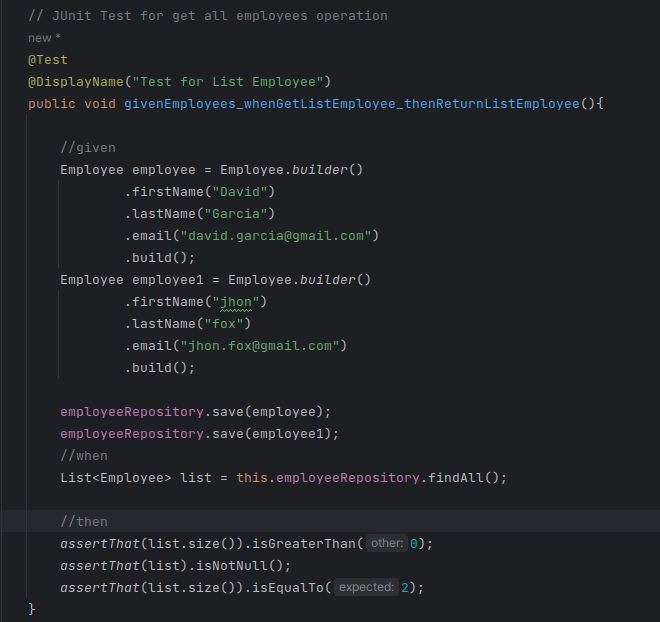 // JUnit Test for get all employees operation
new *
@Test
@DisplayName("Test for List Employee")
public void givenEmployees_whenGetListEmployee_thenReturnListEmployee(){
//given
Employee employee = Employee.builder()
.firstName("David")
.lastName("Garcia")
.email("david.garcia@gmail.com")
.build();
Employee employee1 = Employee.builder()
.firstName("jhon")
.lastName("fox")
.email("jhon.fox@gmail.com")
.build();
employeeRepository.save(employee);
employeeRepository.save(employee1);
//when
List<Employee> list = this.employeeRepository.findAll();
//then
assertThat(list.size()).isGreaterThan( other: 0);
assertThat(list).isNotNull();
assertThat(list.size()).isEqualTo( expected: 2);
}